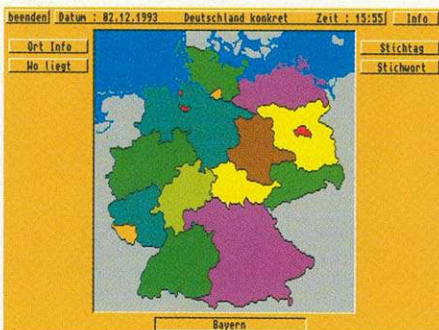 beenden Datum : 02.12.1993 Deutschland konkret Zeit : 15:55 Info
Ort Info Stichtag
Wo liegt Stichwort
Bayern